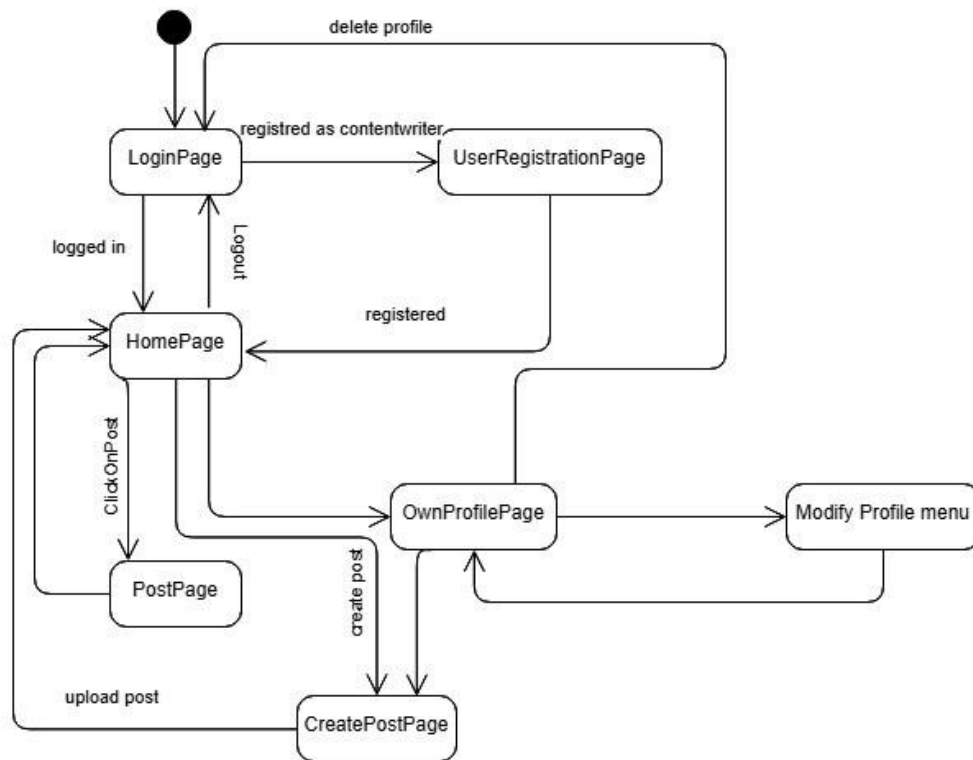 delete profile
registred as contentwriter
LoginPage
UserRegistrationPage
logged in
Logout
registered
HomePage
ClickOnPost
OwnProfilePage
Modify Profile menu
PostPage
create post
upload post
CreatePostPage